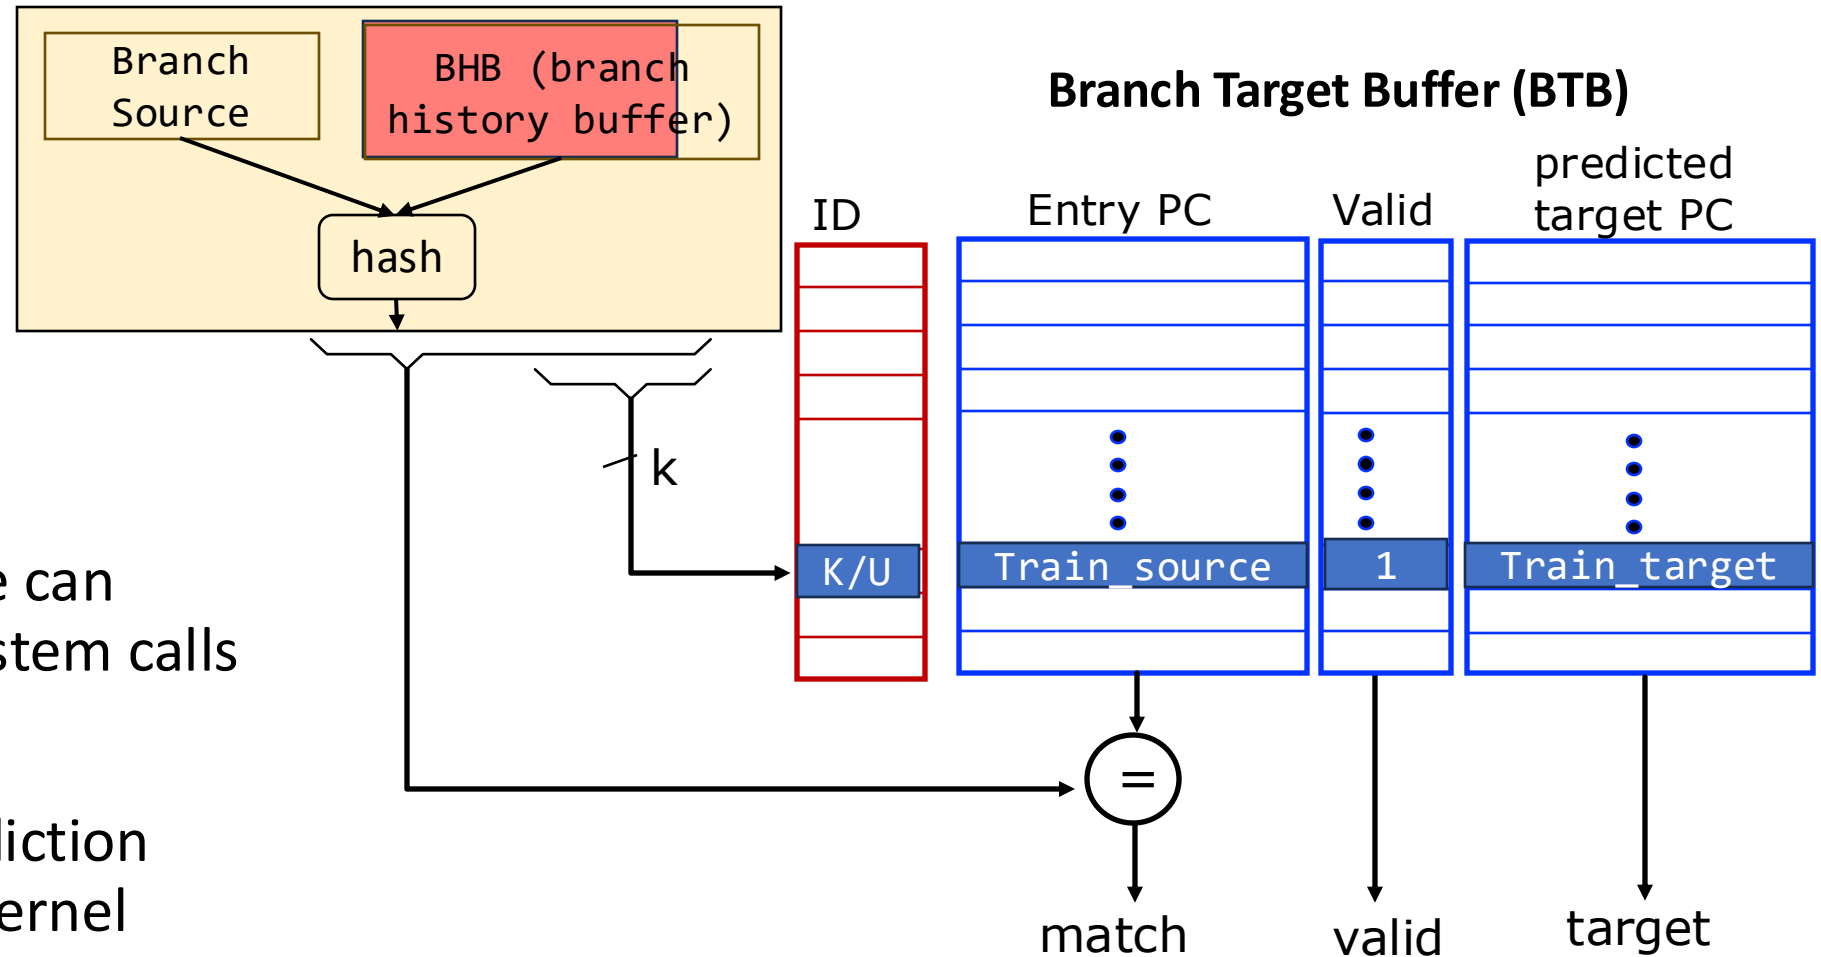 Branch
Source
BHB (branch
history buffer)
hash
Branch Target Buffer (BTB)
ID
Entry PC
Valid
predicted
target PC
k
K/U
Train_source
1
Train_target
=
match
valid
target
e can
stem calls
diction
ernel